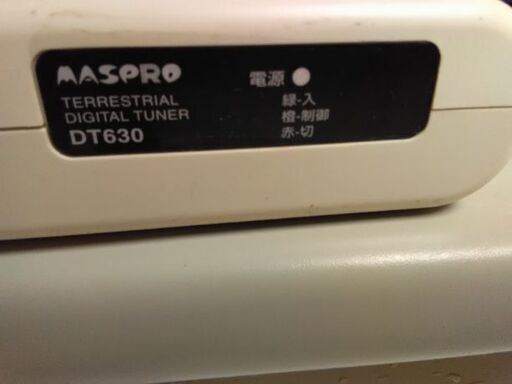 MASPRO
TERRESTRIAL
DIGITAL TUNER
DT630
電源
緑-入
橙-制御
赤-切